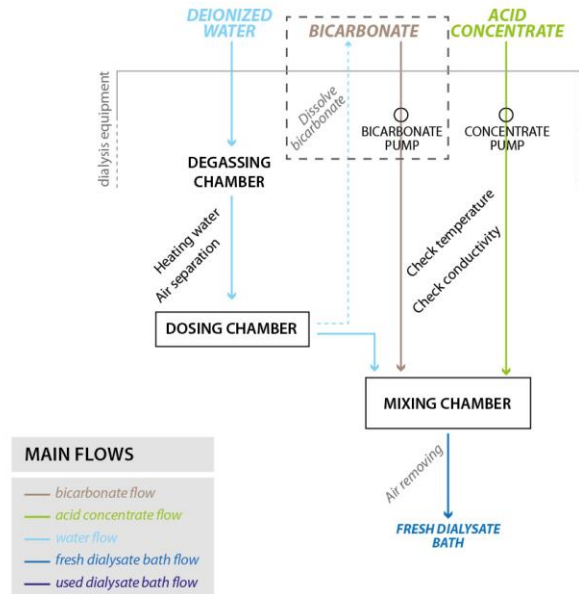 DEIONIZED
WATER
BICARBONATE
ACID
CONCENTRATE
dialysis equipment
Dissolve
bicarbonate
BICARBONATE
PUMP
CONCENTRATE
PUMP
DEGASSING
CHAMBER
Heating water
Air separation
Check temperature
Check conductivity
DOSING CHAMBER
MIXING CHAMBER
Air removing
FRESH DIALYSATE
BATH
MAIN FLOWS
bicarbonate flow
acid concentrate flow
water flow
fresh dialysate bath flow
used dialysate bath flow